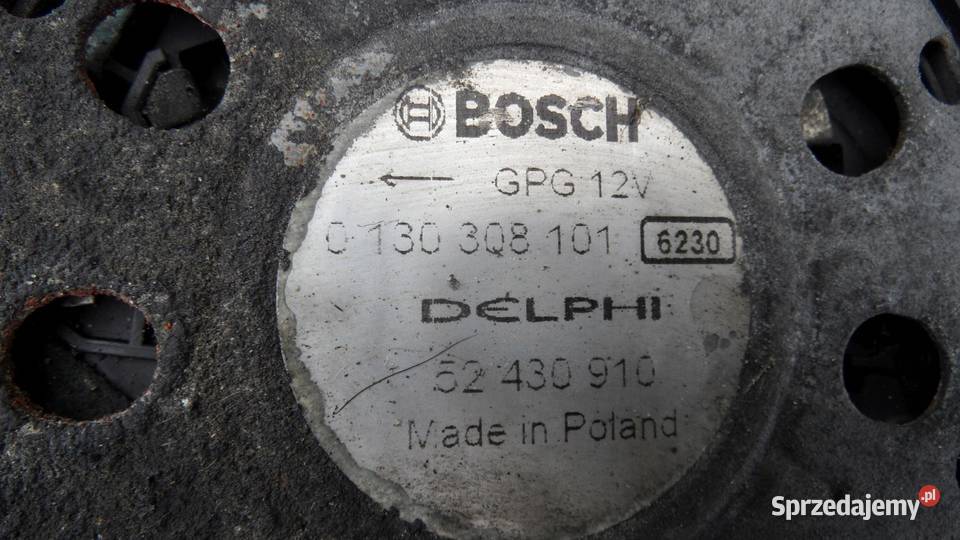 BOSCH
← GPG 12V
0 130 308 101 6230
DELPHI
52 430 910
Made in Poland
Sprzedajemy.pl